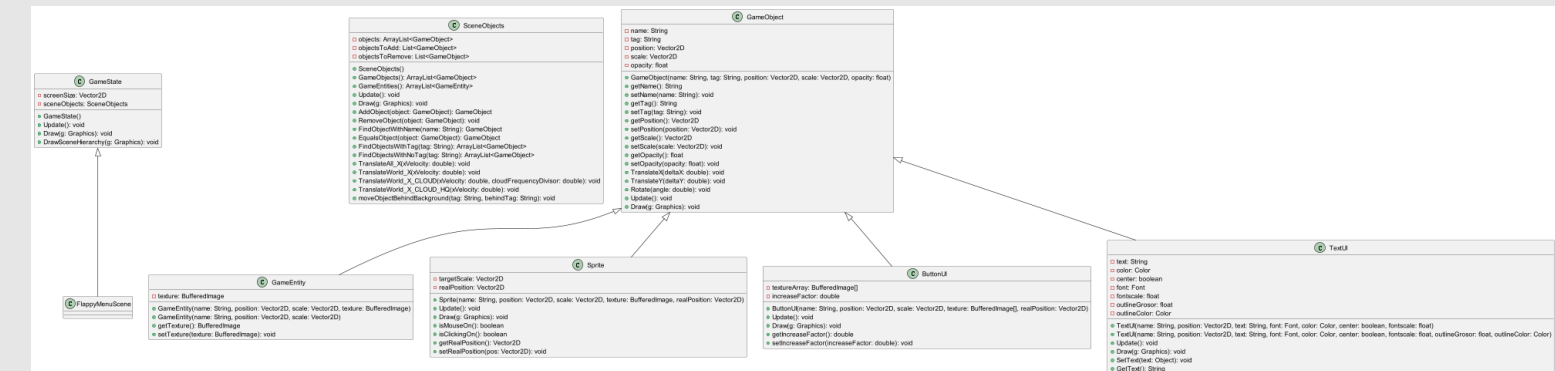 C GameState
screenSize: Vector2D
sceneObjects: SceneObjects
GameState()
Update(): void
Draw(g: Graphics): void
DrawSceneHierarchy(g: Graphics): void
C SceneObjects
objects: ArrayList<GameObject>
objectsToAdd: List<GameObject>
objectsToRemove: List<GameObject>
SceneObjects()
GameObjects(): ArrayList<GameObject>
GameEntities(): ArrayList<GameEntity>
Update(): void
Draw(g: Graphics): void
AddObject(object: GameObject): GameObject
RemoveObject(object: GameObject): void
FindObjectWithName(name: String): GameObject
EqualsObject(object: GameObject): GameObject
FindObjectsWithTag(tag: String): ArrayList<GameObject>
FindObjectsWithNoTag(tag: String): ArrayList<GameObject>
TranslateAll_X(xVelocity: double): void
TranslateWorld_X(xVelocity: double): void
TranslateWorld_X_CLOUD(xVelocity: double, cloudFrequencyDivisor: double): void
TranslateWorld_X_CLOUD_HQ(xVelocity: double): void
moveObjectBehindBackground(tag: String, behindTag: String): void
C GameObject
name: String
tag: String
position: Vector2D
scale: Vector2D
opacity: float
GameObject(name: String, tag: String, position: Vector2D, scale: Vector2D, opacity: float)
getName(): String
setName(name: String): void
getTag(): String
setTag(tag: String): void
getPosition(): Vector2D
setPosition(position: Vector2D): void
getScale(): Vector2D
setScale(scale: Vector2D): void
getOpacity(): float
setOpacity(opacity: float): void
TranslateX(deltaX: double): void
TranslateY(deltaY: double): void
Rotate(angle: double): void
Update(): void
Draw(g: Graphics): void
C FlappyMenuScene
C GameEntity
texture: BufferedImage
GameEntity(name: String, position: Vector2D, scale: Vector2D, texture: BufferedImage)
GameEntity(name: String, position: Vector2D, scale: Vector2D)
getTexture(): BufferedImage
setTexture(texture: BufferedImage): void
C Sprite
targetScale: Vector2D
realPosition: Vector2D
Sprite(name: String, position: Vector2D, scale: Vector2D, texture: BufferedImage, realPosition: Vector2D)
Update(): void
Draw(g: Graphics): void
isMouseOn(): boolean
isClickingOn(): boolean
getRealPosition(): Vector2D
setRealPosition(pos: Vector2D): void
C ButtonUI
textureArray: BufferedImage[]
increaseFactor: double
ButtonUI(name: String, position: Vector2D, scale: Vector2D, texture: BufferedImage[], realPosition: Vector2D)
Update(): void
Draw(g: Graphics): void
getIncreaseFactor(): double
setIncreaseFactor(increaseFactor: double): void
C TextUI
text: String
color: Color
center: boolean
font: Font
fontscale: float
outlineGrosor: float
outlineColor: Color
TextUI(name: String, position: Vector2D, text: String, font: Font, color: Color, center: boolean, fontscale: float)
TextUI(name: String, position: Vector2D, text: String, font: Font, color: Color, center: boolean, fontscale: float, outlineGrosor: float, outlineColor: Color)
Update(): void
Draw(g: Graphics): void
SetText(text: Object): void
GetText(): String